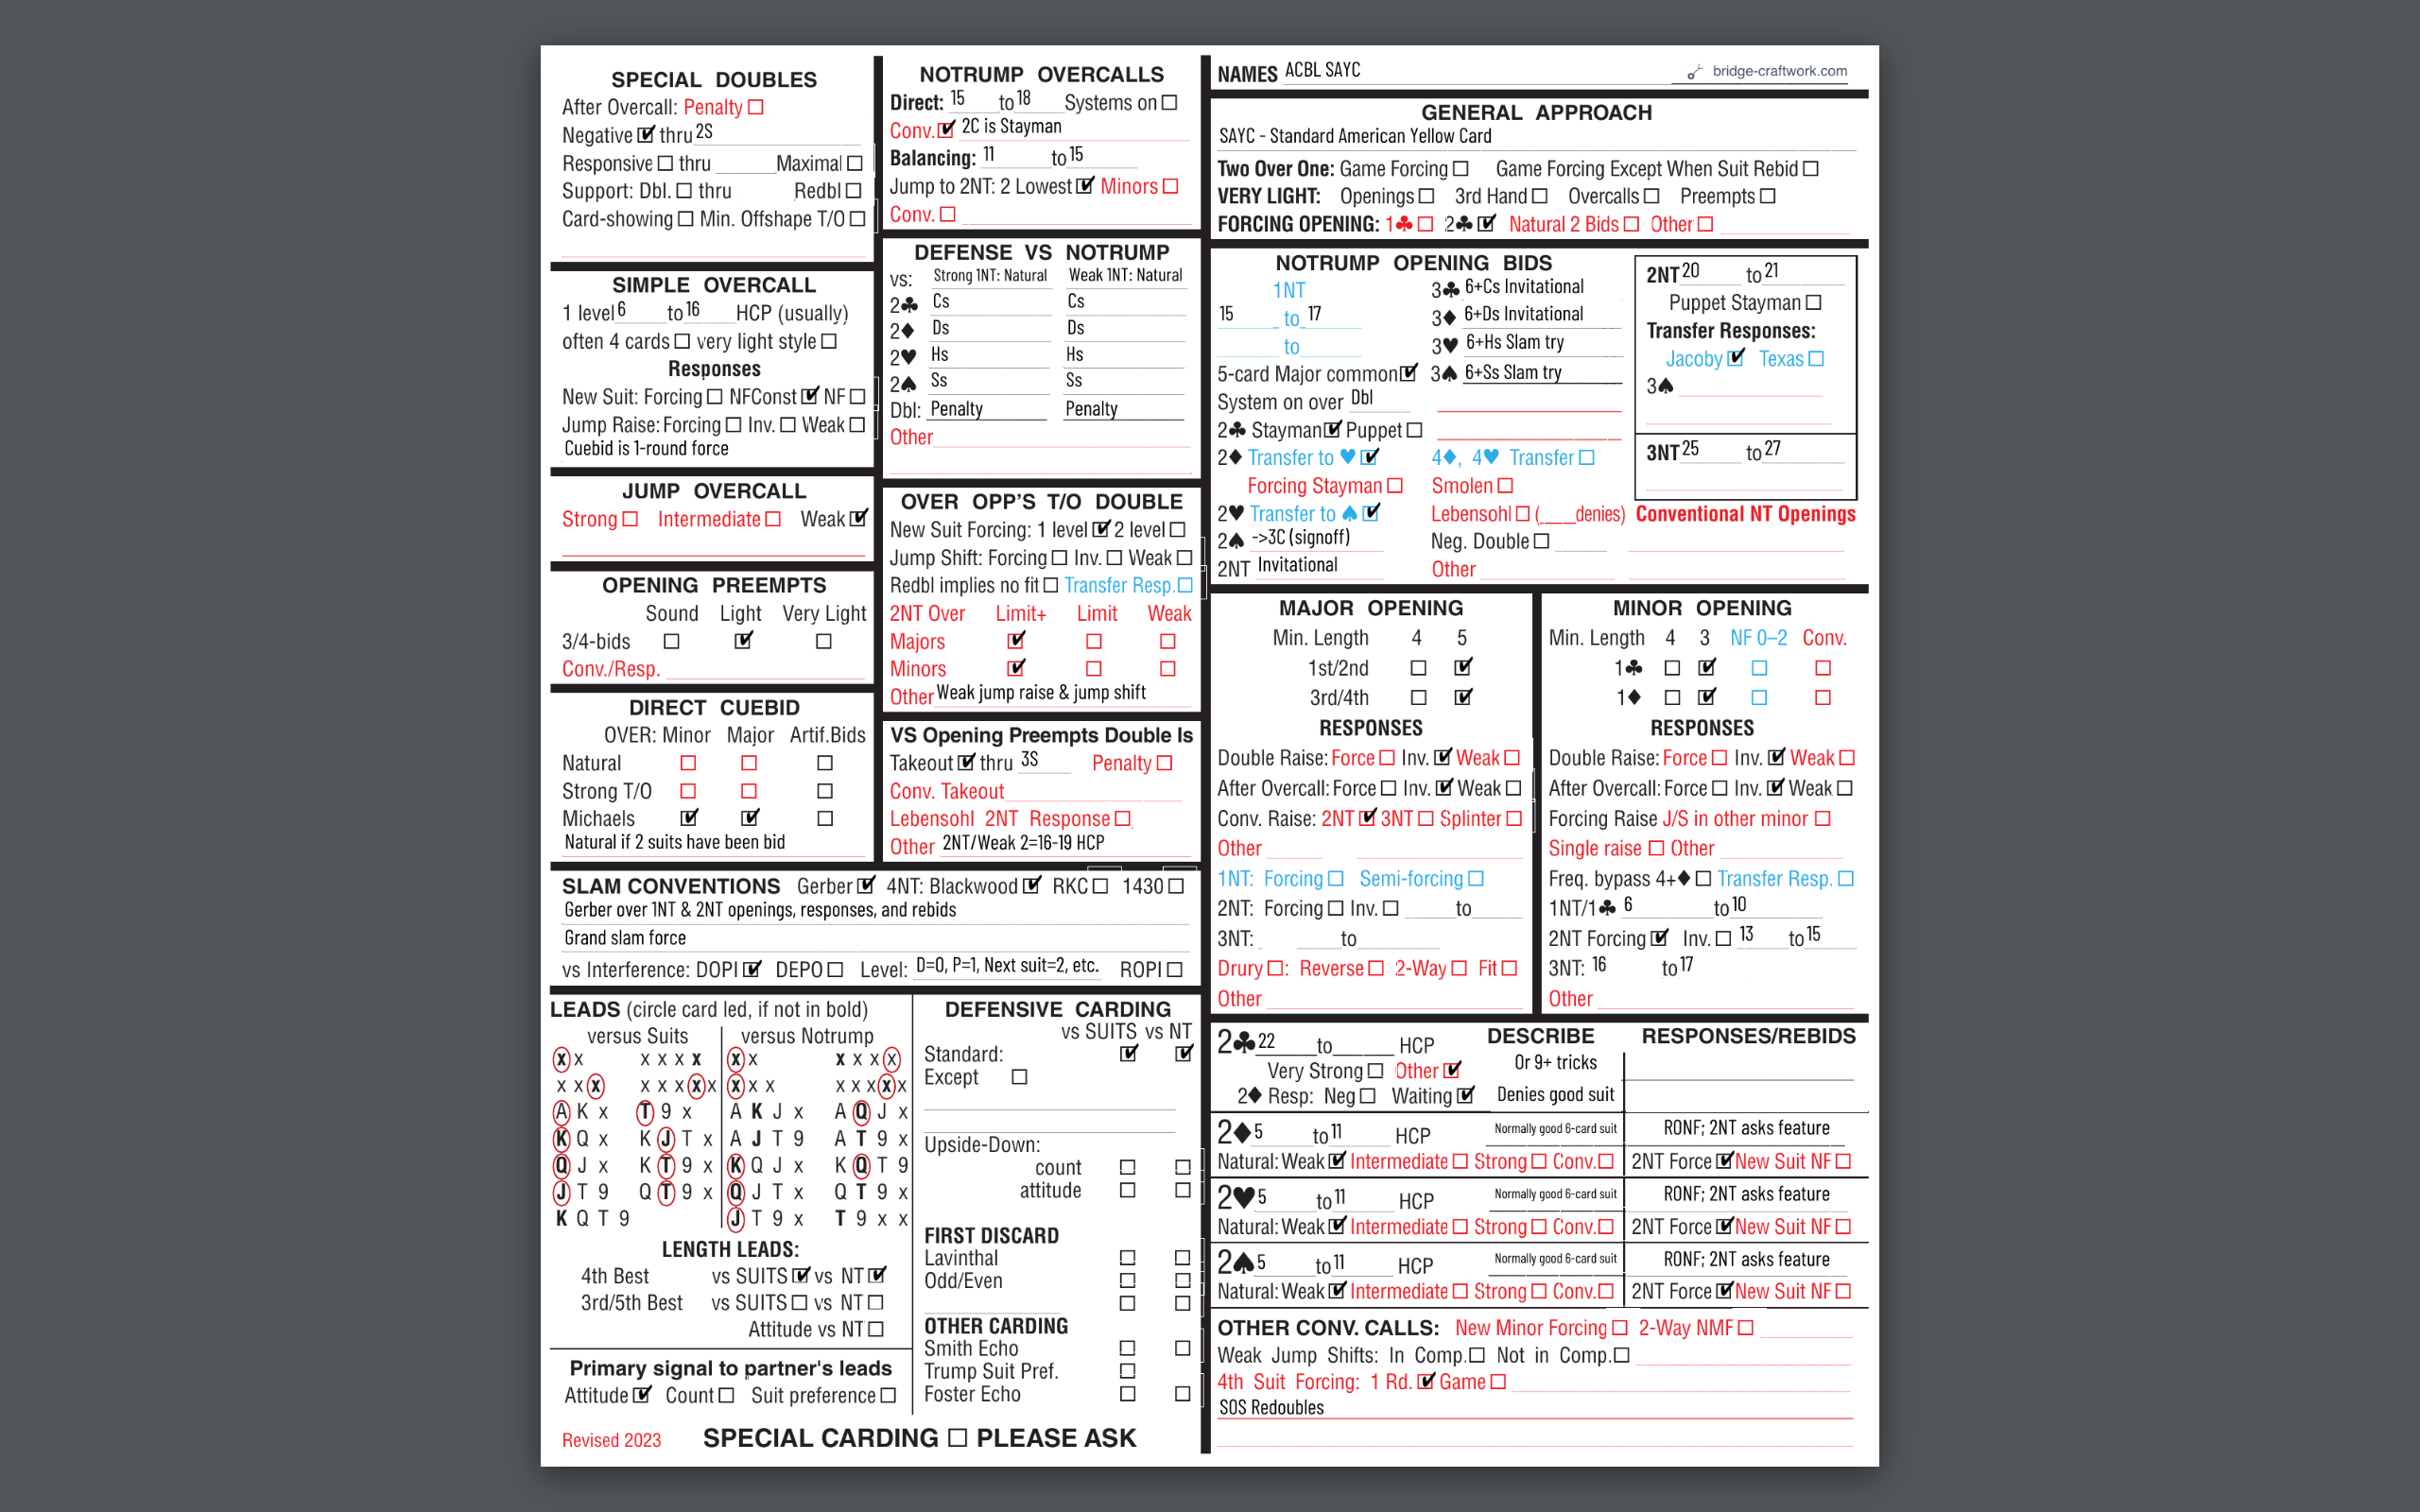 SPECIAL DOUBLES
After Overcall: Penalty ☐
Negative ☑ thru 2S
Responsive ☐ thru ____ Maximal ☐
Support: Dbl. ☐ thru Redbl ☐
Card-showing ☐ Min. Offshape T/O ☐
SIMPLE OVERCALL
1 level 6 to 16 HCP (usually)
often 4 cards ☐ very light style ☐
Responses
New Suit: Forcing ☐ NFConst ☑ NF ☐
Jump Raise: Forcing ☐ Inv. ☐ Weak ☐
Cuebid is 1-round force
JUMP OVERCALL
Strong ☐ Intermediate ☐ Weak ☑
OPENING PREEMPTS
Sound Light Very Light
3/4-bids ☐ ☑ ☐
Conv./Resp.
DIRECT CUEBID
OVER: Minor Major Artif.Bids
Natural ☐ ☐ ☐
Strong T/O ☐ ☐ ☐
Michaels ☑ ☑ ☐
Natural if 2 suits have been bid
NOTRUMP OVERCALLS
Direct: 15 to 18 Systems on ☐
Conv. ☑ 2C is Stayman
Balancing: 11 to 15
Jump to 2NT: 2 Lowest ☑ Minors ☐
Conv. ☐
DEFENSE VS NOTRUMP
vs: Strong 1NT: Natural Weak 1NT: Natural
2♣ Cs Cs
2♦ Ds Ds
2♥ Hs Hs
2♠ Ss Ss
Dbl: Penalty Penalty
Other
OVER OPP'S T/O DOUBLE
New Suit Forcing: 1 level ☑ 2 level ☐
Jump Shift: Forcing ☐ Inv. ☐ Weak ☐
Redbl implies no fit ☐ Transfer Resp. ☐
2NT Over Limit+ Limit Weak
Majors ☑ ☐ ☐
Minors ☑ ☐ ☐
Other Weak jump raise & jump shift
VS Opening Preempts Double Is
Takeout ☑ thru 3S Penalty ☐
Conv. Takeout
Lebensohl 2NT Response ☐
Other 2NT/Weak 2=16-19 HCP
SLAM CONVENTIONS Gerber ☑ 4NT: Blackwood ☑ RKC ☐ 1430 ☐
Gerber over 1NT & 2NT openings, responses, and rebids
Grand slam force
vs Interference: DOPI ☑ DEPO ☐ Level: D=0, P=1, Next suit=2, etc. ROPI ☐
LEADS (circle card led, if not in bold)
versus Suits versus Notrump
x x x x x x x x x x x x
x x x x x x x x x x x x x x x x
A K x T 9 x A K J x A Q J x
K Q x K J T x A J T 9 A T 9 x
Q J x K T 9 x K Q J x K Q T 9
J T 9 Q T 9 x Q J T x Q T 9 x
K Q T 9 J T 9 x T 9 x x
LENGTH LEADS:
4th Best vs SUITS ☑ vs NT ☑
3rd/5th Best vs SUITS ☐ vs NT ☐
Attitude vs NT ☐
Primary signal to partner's leads
Attitude ☑ Count ☐ Suit preference ☐
DEFENSIVE CARDING
vs SUITS vs NT
Standard: ☑ ☑
Except ☐
Upside-Down:
count ☐ ☐
attitude ☐ ☐
FIRST DISCARD
Lavinthal ☐ ☐
Odd/Even ☐ ☐
☐ ☐
OTHER CARDING
Smith Echo ☐ ☐
Trump Suit Pref. ☐
Foster Echo ☐ ☐
Revised 2023 SPECIAL CARDING ☐ PLEASE ASK
NAMES ACBL SAYC bridge-craftwork.com
GENERAL APPROACH
SAYC - Standard American Yellow Card
Two Over One: Game Forcing ☐ Game Forcing Except When Suit Rebid ☐
VERY LIGHT: Openings ☐ 3rd Hand ☐ Overcalls ☐ Preempts ☐
FORCING OPENING: 1♣ ☐ 2♣ ☑ Natural 2 Bids ☐ Other ☐
NOTRUMP OPENING BIDS
1NT
15 to 17
to
5-card Major common ☑
System on over Dbl
2♣ Stayman ☑ Puppet ☐
2♦ Transfer to ♥ ☑
Forcing Stayman ☐
2♥ Transfer to ♠ ☑
2♠ ->3C (signoff)
2NT Invitational
3♣ 6+Cs Invitational
3♦ 6+Ds Invitational
3♥ 6+Hs Slam try
3♠ 6+Ss Slam try
4♦, 4♥ Transfer ☐
Smolen ☐
Lebensohl ☐ (____denies)
Neg. Double ☐
Other
2NT 20 to 21
Puppet Stayman ☐
Transfer Responses:
Jacoby ☑ Texas ☐
3♠
3NT 25 to 27
Conventional NT Openings
MAJOR OPENING
Min. Length 4 5
1st/2nd ☐ ☑
3rd/4th ☐ ☑
RESPONSES
Double Raise: Force ☐ Inv. ☑ Weak ☐
After Overcall: Force ☐ Inv. ☑ Weak ☐
Conv. Raise: 2NT ☑ 3NT ☐ Splinter ☐
Other
1NT: Forcing ☐ Semi-forcing ☐
2NT: Forcing ☐ Inv. ☐ ____to____
3NT: ____to____
Drury ☐: Reverse ☐ 2-Way ☐ Fit ☐
Other
MINOR OPENING
Min. Length 4 3 NF 0–2 Conv.
1♣ ☐ ☑ ☐ ☐
1♦ ☐ ☑ ☐ ☐
RESPONSES
Double Raise: Force ☐ Inv. ☑ Weak ☐
After Overcall: Force ☐ Inv. ☑ Weak ☐
Forcing Raise J/S in other minor ☐
Single raise ☐ Other
Freq. bypass 4+♦ ☐ Transfer Resp. ☐
1NT/1♣ 6 to 10
2NT Forcing ☑ Inv. ☐ 13 to 15
3NT: 16 to 17
Other
DESCRIBE RESPONSES/REBIDS
2♣ 22 to____ HCP Or 9+ tricks
Very Strong ☐ Other ☑
2♦ Resp: Neg ☐ Waiting ☑ Denies good suit
2♦ 5 to 11 HCP Normally good 6-card suit RONF; 2NT asks feature
Natural: Weak ☑ Intermediate ☐ Strong ☐ Conv. ☐ 2NT Force ☑ New Suit NF ☐
2♥ 5 to 11 HCP Normally good 6-card suit RONF; 2NT asks feature
Natural: Weak ☑ Intermediate ☐ Strong ☐ Conv. ☐ 2NT Force ☑ New Suit NF ☐
2♠ 5 to 11 HCP Normally good 6-card suit RONF; 2NT asks feature
Natural: Weak ☑ Intermediate ☐ Strong ☐ Conv. ☐ 2NT Force ☑ New Suit NF ☐
OTHER CONV. CALLS: New Minor Forcing ☐ 2-Way NMF ☐
Weak Jump Shifts: In Comp. ☐ Not in Comp. ☐
4th Suit Forcing: 1 Rd. ☑ Game ☐
SOS Redoubles